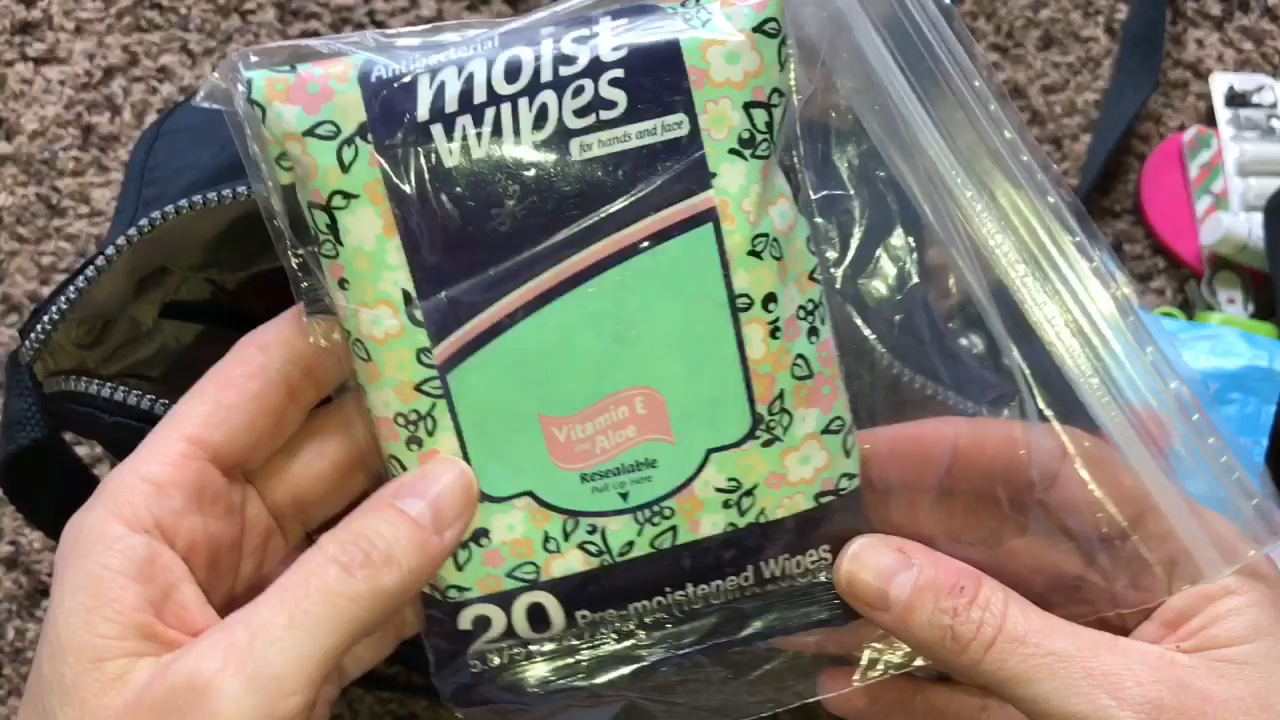 Antibacterial
moist
wipes
for hands and face
Vitamin E
and Aloe
Resealable
Pull Up Here
20 Pre-moistened Wipes